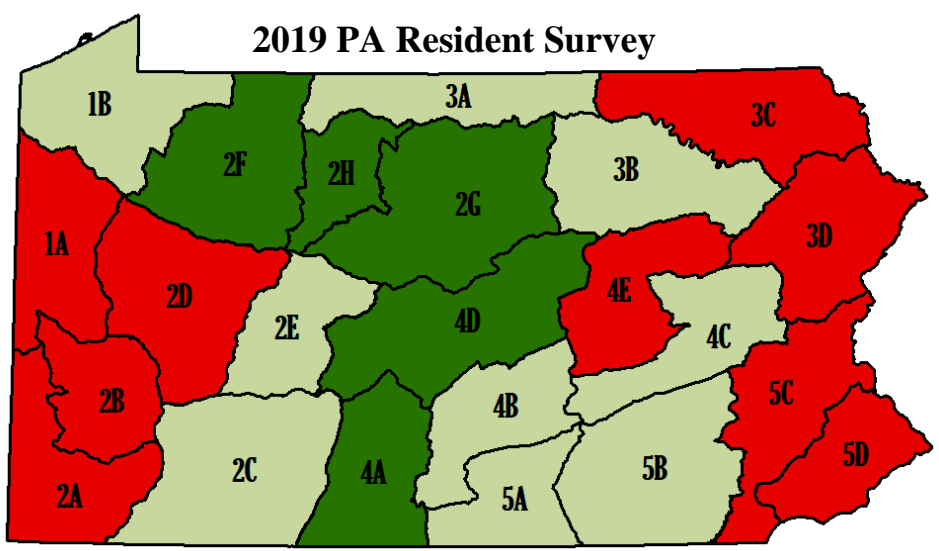 2019 PA Resident Survey
1B
3A
3C
2F
2H
2G
3B
1A
3D
2D
4E
2E
4D
4C
2B
4B
5C
2C
4A
5B
5D
2A
5A